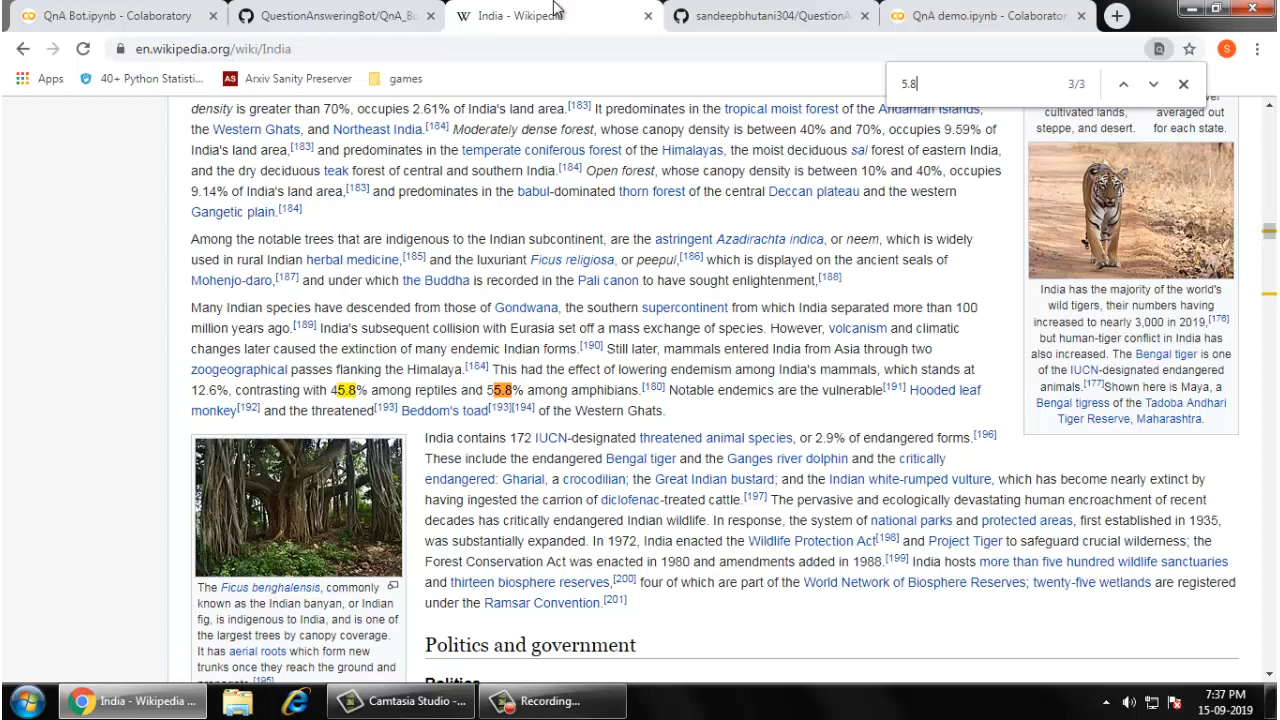 QnA Bot.ipynb - Colaboratory
QuestionAnsweringBot/QnA_Bo
India - Wikipedia
sandeepbhutani304/QuestionA
QnA demo.ipynb - Colaborator
en.wikipedia.org/wiki/India
S
Apps
40+ Python Statisti...
AS
Arxiv Sanity Preserver
games
5.8
3/3
density is greater than 70%, occupies 2.61% of India's land area.[183] It predominates in the tropical moist forest of the Andaman Islands,
the Western Ghats, and Northeast India.[184] Moderately dense forest, whose canopy density is between 40% and 70%, occupies 9.59% of
India's land area,[183] and predominates in the temperate coniferous forest of the Himalayas, the moist deciduous sal forest of eastern India,
and the dry deciduous teak forest of central and southern India.[184] Open forest, whose canopy density is between 10% and 40%, occupies
9.14% of India's land area,[183] and predominates in the babul-dominated thorn forest of the central Deccan plateau and the western
Gangetic plain.[184]
Among the notable trees that are indigenous to the Indian subcontinent, are the astringent Azadirachta indica, or neem, which is widely
used in rural Indian herbal medicine,[185] and the luxuriant Ficus religiosa, or peepul,[186] which is displayed on the ancient seals of
Mohenjo-daro,[187] and under which the Buddha is recorded in the Pali canon to have sought enlightenment,[188]
Many Indian species have descended from those of Gondwana, the southern supercontinent from which India separated more than 100
million years ago.[189] India's subsequent collision with Eurasia set off a mass exchange of species. However, volcanism and climatic
changes later caused the extinction of many endemic Indian forms.[190] Still later, mammals entered India from Asia through two
zoogeographical passes flanking the Himalaya.[184] This had the effect of lowering endemism among India's mammals, which stands at
12.6%, contrasting with 45.8% among reptiles and 55.8% among amphibians.[180] Notable endemics are the vulnerable[191] Hooded leaf
monkey[192] and the threatened[193] Beddom's toad[193][194] of the Western Ghats.
cultivated lands,
steppe, and desert.
averaged out
for each state.
India has the majority of the world's
wild tigers, their numbers having
increased to nearly 3,000 in 2019,[176]
but human-tiger conflict in India has
also increased. The Bengal tiger is one
of the IUCN-designated endangered
animals.[177]Shown here is Maya, a
Bengal tigress of the Tadoba Andhari
Tiger Reserve, Maharashtra.
India contains 172 IUCN-designated threatened animal species, or 2.9% of endangered forms.[196]
These include the endangered Bengal tiger and the Ganges river dolphin and the critically
endangered: Gharial, a crocodilian; the Great Indian bustard; and the Indian white-rumped vulture, which has become nearly extinct by
having ingested the carrion of diclofenac-treated cattle.[197] The pervasive and ecologically devastating human encroachment of recent
decades has critically endangered Indian wildlife. In response, the system of national parks and protected areas, first established in 1935,
was substantially expanded. In 1972, India enacted the Wildlife Protection Act[198] and Project Tiger to safeguard crucial wilderness; the
Forest Conservation Act was enacted in 1980 and amendments added in 1988.[199] India hosts more than five hundred wildlife sanctuaries
and thirteen biosphere reserves,[200] four of which are part of the World Network of Biosphere Reserves; twenty-five wetlands are registered
under the Ramsar Convention.[201]
The Ficus benghalensis, commonly
known as the Indian banyan, or Indian
fig, is indigenous to India, and is one of
the largest trees by canopy coverage.
It has aerial roots which form new
trunks once they reach the ground and
Politics and government
India - Wikipedia ...
Camtasia Studio -...
Recording...
7:37 PM
15-09-2019